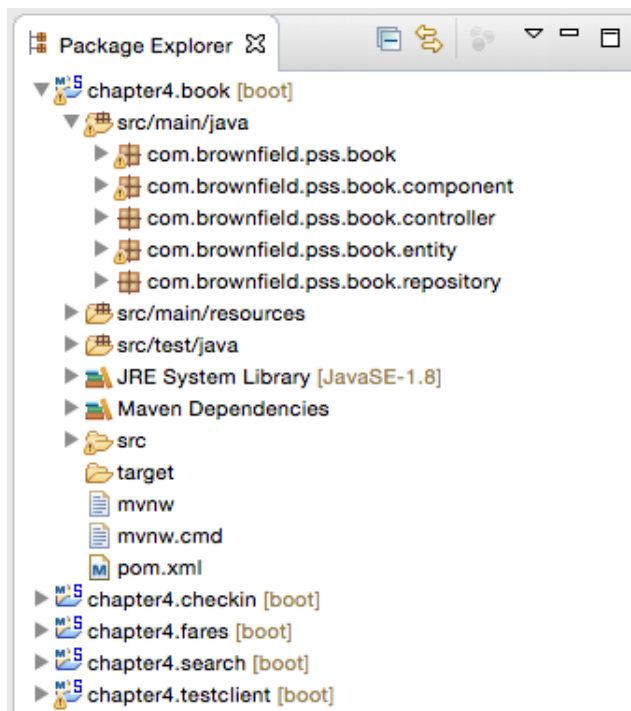 Package Explorer
chapter4.book [boot]
src/main/java
com.brownfield.pss.book
com.brownfield.pss.book.component
com.brownfield.pss.book.controller
com.brownfield.pss.book.entity
com.brownfield.pss.book.repository
src/main/resources
src/test/java
JRE System Library [JavaSE-1.8]
Maven Dependencies
src
target
mvnw
mvnw.cmd
pom.xml
chapter4.checkin [boot]
chapter4.fares [boot]
chapter4.search [boot]
chapter4.testclient [boot]